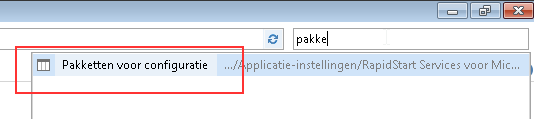 pakke
Pakketten voor configuratie .../Applicatie-instellingen/RapidStart Services voor Mic...